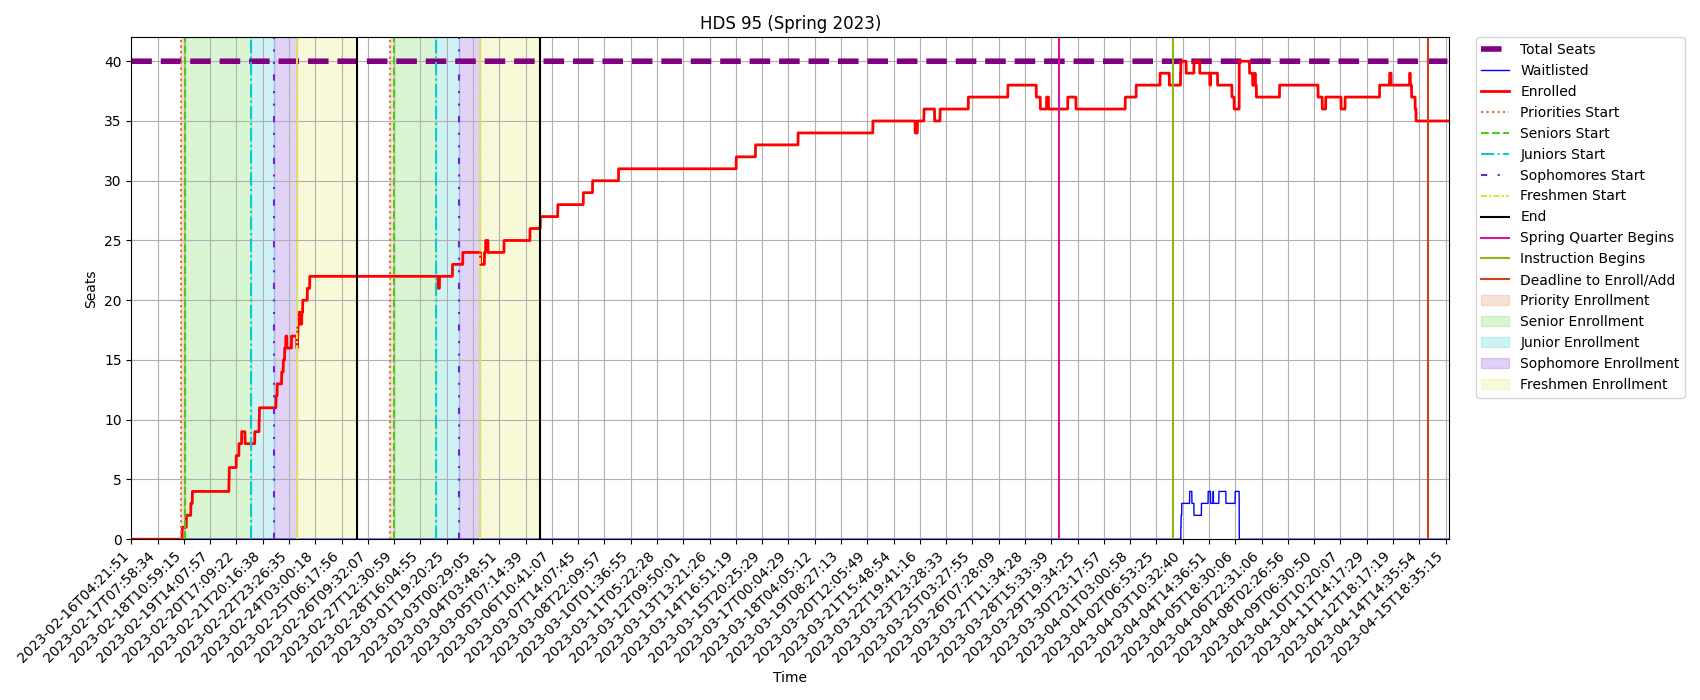 HDS 95 (Spring 2023)
Seats
40
35
30
25
20
15
10
5
0
2023-02-16T04:21:51
2023-02-17T07:58:34
2023-02-18T10:59:15
2023-02-19T14:07:57
2023-02-20T17:09:22
2023-02-21T20:16:38
2023-02-22T23:26:35
2023-02-24T03:00:18
2023-02-25T06:17:56
2023-02-26T09:32:07
2023-02-27T12:30:59
2023-02-28T16:04:55
2023-03-01T19:20:25
2023-03-03T00:29:05
2023-03-04T03:48:51
2023-03-05T07:14:39
2023-03-06T10:41:07
2023-03-07T14:07:45
2023-03-08T22:09:57
2023-03-10T01:36:55
2023-03-11T05:22:28
2023-03-12T09:50:01
2023-03-13T13:21:26
2023-03-14T16:51:19
2023-03-15T20:25:29
2023-03-17T00:04:29
2023-03-18T04:05:12
2023-03-19T08:27:13
2023-03-20T12:05:49
2023-03-21T15:48:54
2023-03-22T19:41:16
2023-03-23T23:28:33
2023-03-25T03:27:55
2023-03-26T07:28:09
2023-03-27T11:34:28
2023-03-28T15:33:39
2023-03-29T19:34:25
2023-03-30T23:17:57
2023-04-01T03:00:58
2023-04-02T06:53:25
2023-04-03T10:32:40
2023-04-04T14:36:51
2023-04-05T18:30:06
2023-04-06T22:31:06
2023-04-08T02:26:56
2023-04-09T06:30:50
2023-04-10T10:20:07
2023-04-11T14:17:29
2023-04-12T18:17:19
2023-04-14T14:35:54
2023-04-15T18:35:15
Time
Total Seats
Waitlisted
Enrolled
Priorities Start
Seniors Start
Juniors Start
Sophomores Start
Freshmen Start
End
Spring Quarter Begins
Instruction Begins
Deadline to Enroll/Add
Priority Enrollment
Senior Enrollment
Junior Enrollment
Sophomore Enrollment
Freshmen Enrollment